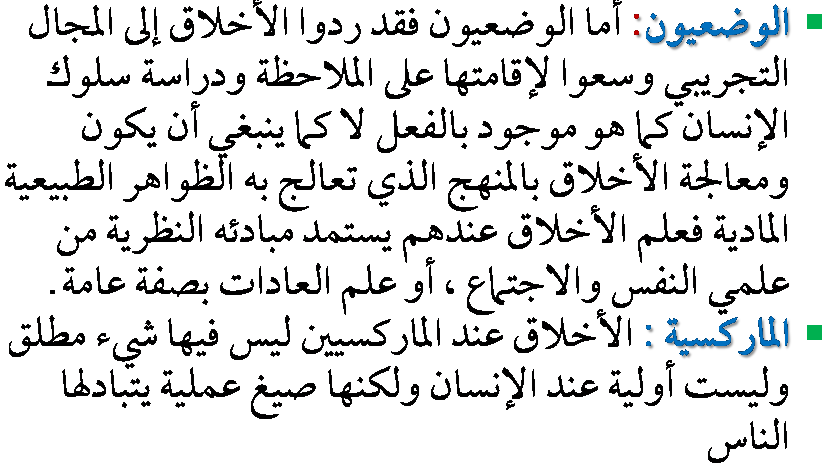 ▪ الوضعيون: أما الوضعيون فقد ردوا الأخلاق إلى المجال
التجريبي وسعوا لإقامتها على الملاحظة ودراسة سلوك
الإنسان كما هو موجود بالفعل لا كما ينبغي أن يكون
ومعالجة الأخلاق بالمنهج الذي تعالج به الظواهر الطبيعية
المادية فعلم الأخلاق عندهم يستمد مبادئه النظرية من
علمي النفس والاجتماع ، أو علم العادات بصفة عامة.
▪ الماركسية : الأخلاق عند الماركسيين ليس فيها شيء مطلق
وليست أولية عند الإنسان ولكنها صيغ عملية يتبادلها
الناس